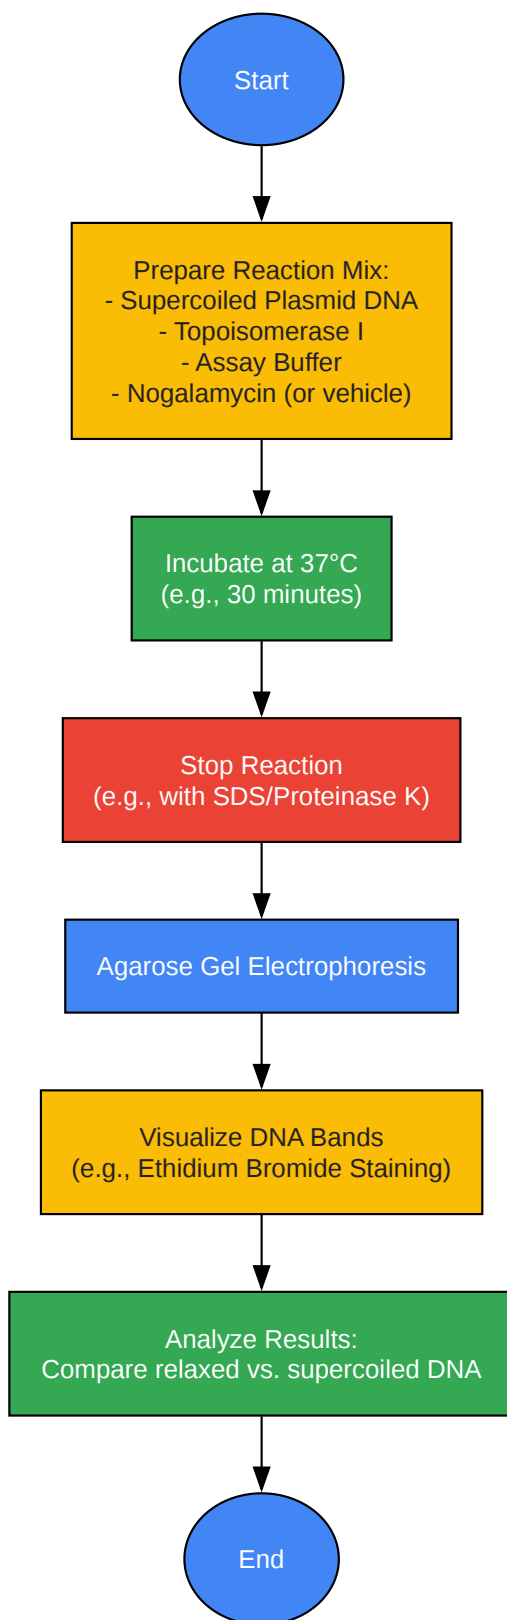 Start
Prepare Reaction Mix:
- Supercoiled Plasmid DNA
- Topoisomerase I
- Assay Buffer
- Nogalamycin (or vehicle)
Incubate at 37°C
(e.g., 30 minutes)
Stop Reaction
(e.g., with SDS/Proteinase K)
Agarose Gel Electrophoresis
Visualize DNA Bands
(e.g., Ethidium Bromide Staining)
Analyze Results:
Compare relaxed vs. supercoiled DNA
End